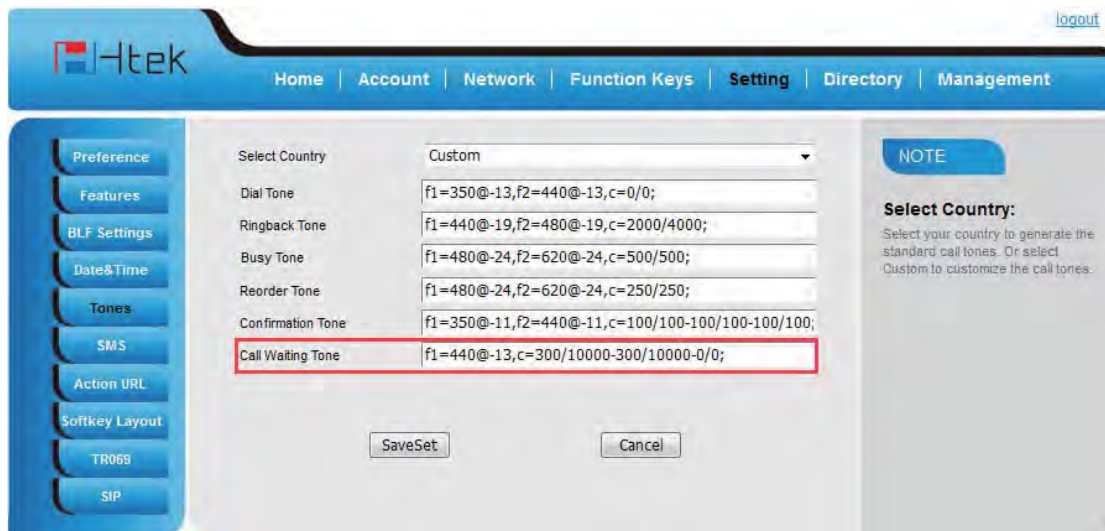 logout
Htek
Home | Account | Network | Function Keys | Setting | Directory | Management
Preference
Features
BLF Settings
Date&Time
Tones
SMS
Action URL
Softkey Layout
TR069
SIP
Select Country Custom
Dial Tone f1=350@-13,f2=440@-13,c=0/0;
Ringback Tone f1=440@-19,f2=480@-19,c=2000/4000;
Busy Tone f1=480@-24,f2=620@-24,c=500/500;
Reorder Tone f1=480@-24,f2=620@-24,c=250/250;
Confirmation Tone f1=350@-11,f2=440@-11,c=100/100-100/100-100/100;
Call Waiting Tone f1=440@-13,c=300/10000-300/10000-0/0;
SaveSet Cancel
NOTE
Select Country:
Select your country to generate the
standard call tones. Or select
Custom to customize the call tones.